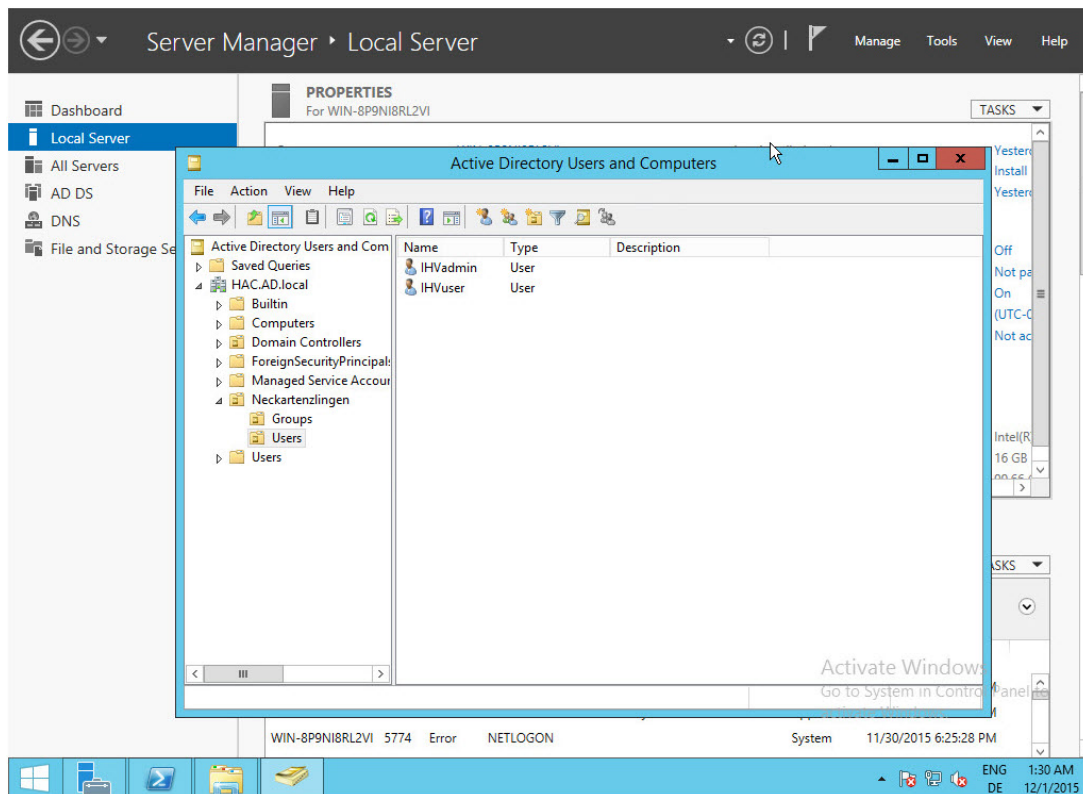 Server Manager ‣ Local Server
Manage Tools View Help
Dashboard
Local Server
All Servers
AD DS
DNS
File and Storage Se
PROPERTIES
For WIN-8P9NI8RL2VI
TASKS
Yester
Install
Yester
Off
Not pa
On
(UTC-0
Not ac
Intel(R
16 GB
Active Directory Users and Computers
File Action View Help
Active Directory Users and Com
Saved Queries
HAC.AD.local
Builtin
Computers
Domain Controllers
ForeignSecurityPrincipals
Managed Service Accour
Neckartenzlingen
Groups
Users
Users
Name Type Description
IHVadmin User
IHVuser User
ASKS
Activate Windows
Go to System in Control Panel to
WIN-8P9NI8RL2VI 5774 Error NETLOGON System 11/30/2015 6:25:28 PM
ENG 1:30 AM
DE 12/1/2015